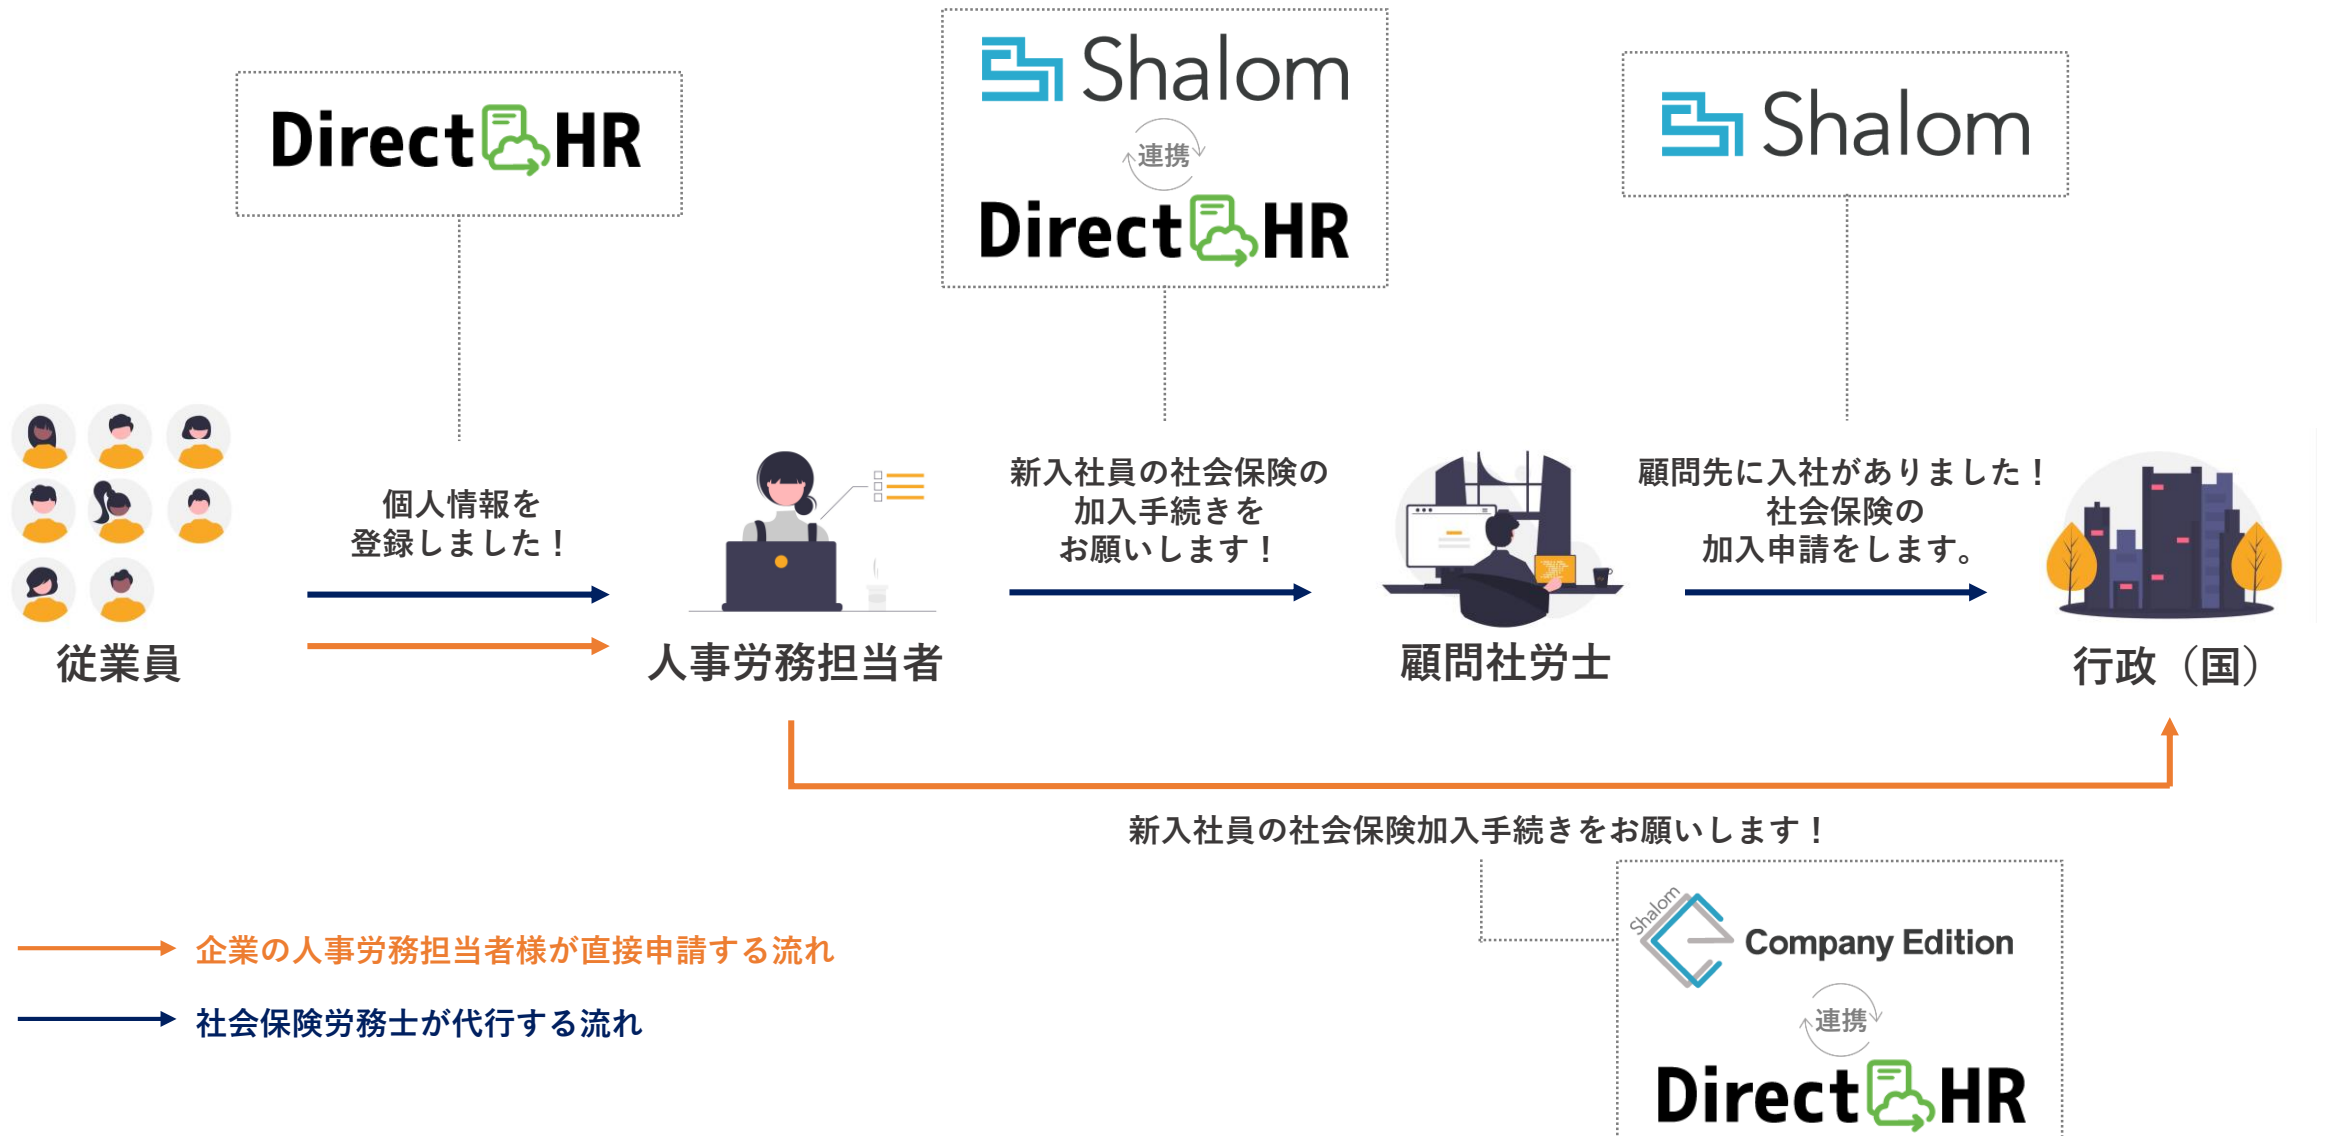 Direct HR
Shalom
連携
Direct HR
Shalom
個人情報を
登録しました！
新入社員の社会保険の
加入手続きを
お願いします！
顧問先に入社がありました！
社会保険の
加入申請をします。
従業員
人事労務担当者
顧問社労士
行政（国）
新入社員の社会保険加入手続きをお願いします！
企業の人事労務担当者様が直接申請する流れ
社会保険労務士が代行する流れ
Shalom
Company Edition
連携
Direct HR